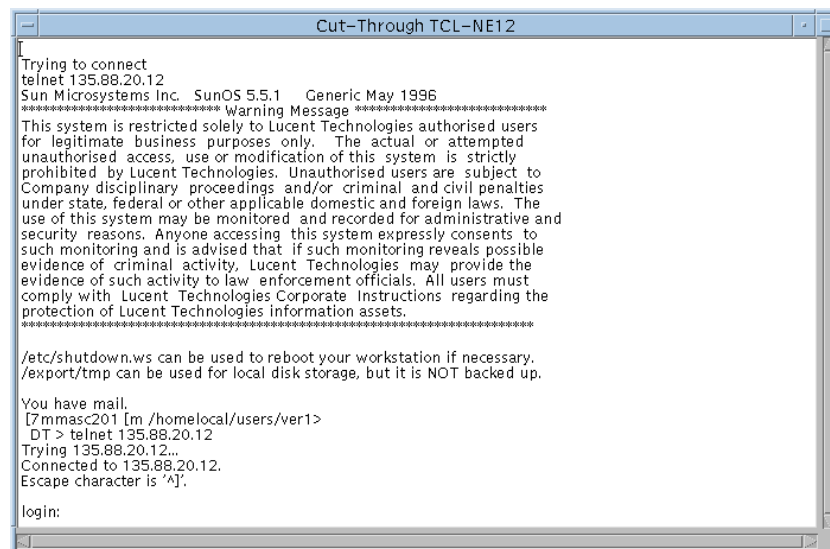 Cut-Through TCL-NE12
Trying to connect
telnet 135.88.20.12
Sun Microsystems Inc. SunOS 5.5.1 Generic May 1996
**************************** Warning Message ***************************
This system is restricted solely to Lucent Technologies authorised users
for legitimate business purposes only. The actual or attempted
unauthorised access, use or modification of this system is strictly
prohibited by Lucent Technologies. Unauthorised users are subject to
Company disciplinary proceedings and/or criminal and civil penalties
under state, federal or other applicable domestic and foreign laws. The
use of this system may be monitored and recorded for administrative and
security reasons. Anyone accessing this system expressly consents to
such monitoring and is advised that if such monitoring reveals possible
evidence of criminal activity, Lucent Technologies may provide the
evidence of such activity to law enforcement officials. All users must
comply with Lucent Technologies Corporate Instructions regarding the
protection of Lucent Technologies information assets.
************************************************************************
/etc/shutdown.ws can be used to reboot your workstation if necessary.
/export/tmp can be used for local disk storage, but it is NOT backed up.
You have mail.
[7mmasc201 [m /homelocal/users/ver1>
DT > telnet 135.88.20.12
Trying 135.88.20.12...
Connected to 135.88.20.12.
Escape character is '^]'.
login: